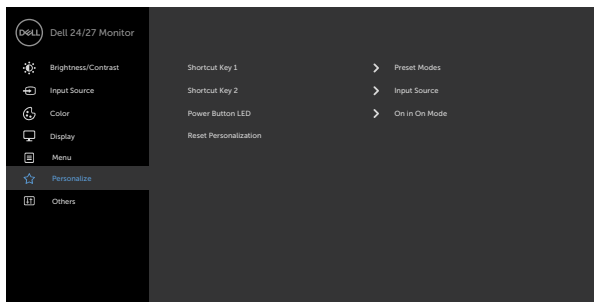 DELL Dell 24/27 Monitor
Brightness/Contrast
Input Source
Color
Display
Menu
Personalize
Others
Shortcut Key 1 Preset Modes
Shortcut Key 2 Input Source
Power Button LED On in On Mode
Reset Personalization